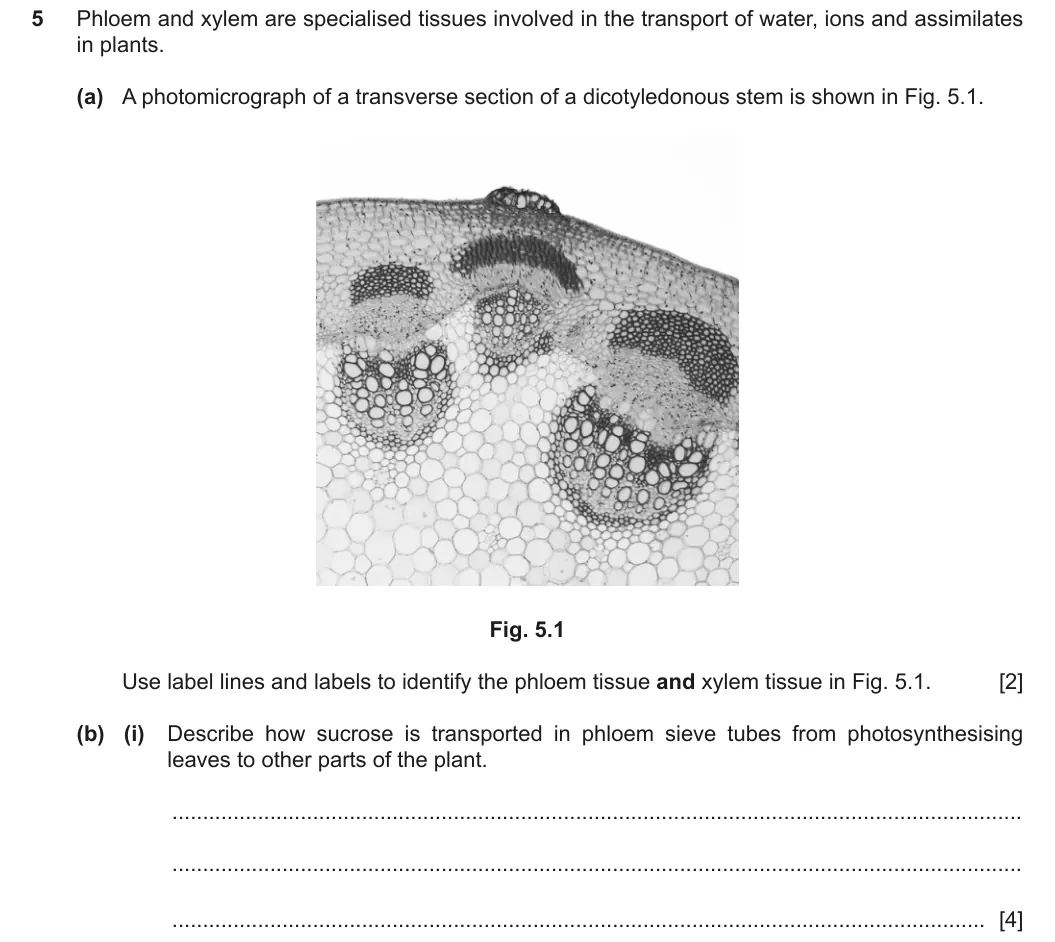 5 Phloem and xylem are specialised tissues involved in the transport of water, ions and assimilates
in plants.
(a) A photomicrograph of a transverse section of a dicotyledonous stem is shown in Fig. 5.1.
Fig. 5.1
Use label lines and labels to identify the phloem tissue and xylem tissue in Fig. 5.1. [2]
(b) (i) Describe how sucrose is transported in phloem sieve tubes from photosynthesising
leaves to other parts of the plant.
...................................................................................................................................
...................................................................................................................................
............................................................................................................................. [4]